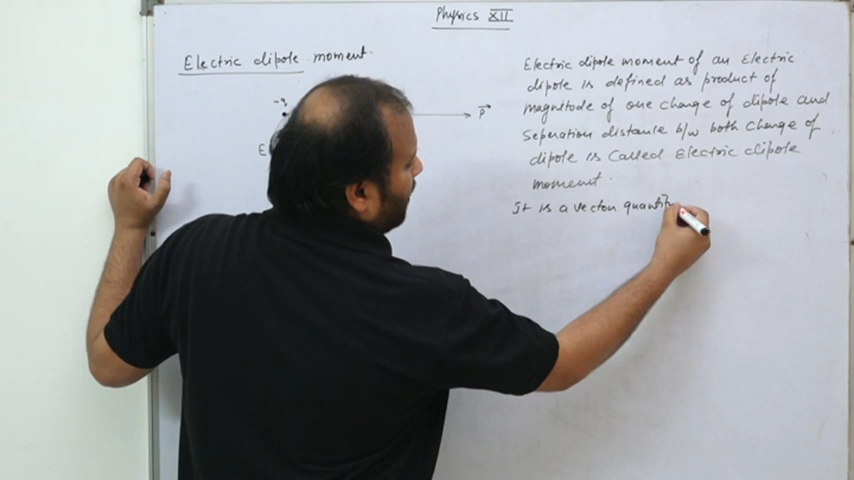 Physics XII
Electric dipole moment.
-q
P
E
Electric dipole moment of an Electric
dipole is defined as product of
magnitude of one charge of dipole and
Seperation distance b/w both charge of
dipole is called Electric dipole
moment.
It is a vector quantity